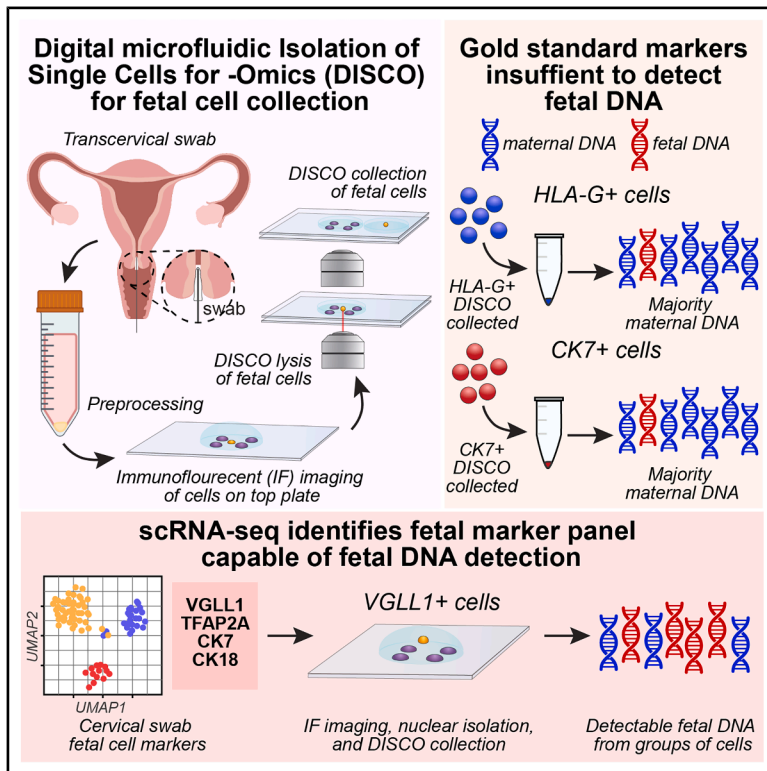 Digital microfluidic Isolation of
Single Cells for -Omics (DISCO)
for fetal cell collection
Transcervical swab
DISCO collection
of fetal cells
swab
DISCO lysis
of fetal cells
Preprocessing
Immunoflourecent (IF) imaging
of cells on top plate
Gold standard markers
insuffient to detect
fetal DNA
maternal DNA
fetal DNA
HLA-G+ cells
HLA-G+
DISCO
collected
Majority
maternal DNA
CK7+ cells
CK7+
DISCO
collected
Majority
maternal DNA
scRNA-seq identifies fetal marker panel
capable of fetal DNA detection
UMAP2
UMAP1
Cervical swab
fetal cell markers
VGLL1
TFAP2A
CK7
CK18
VGLL1+ cells
IF imaging, nuclear isolation,
and DISCO collection
Detectable fetal DNA
from groups of cells